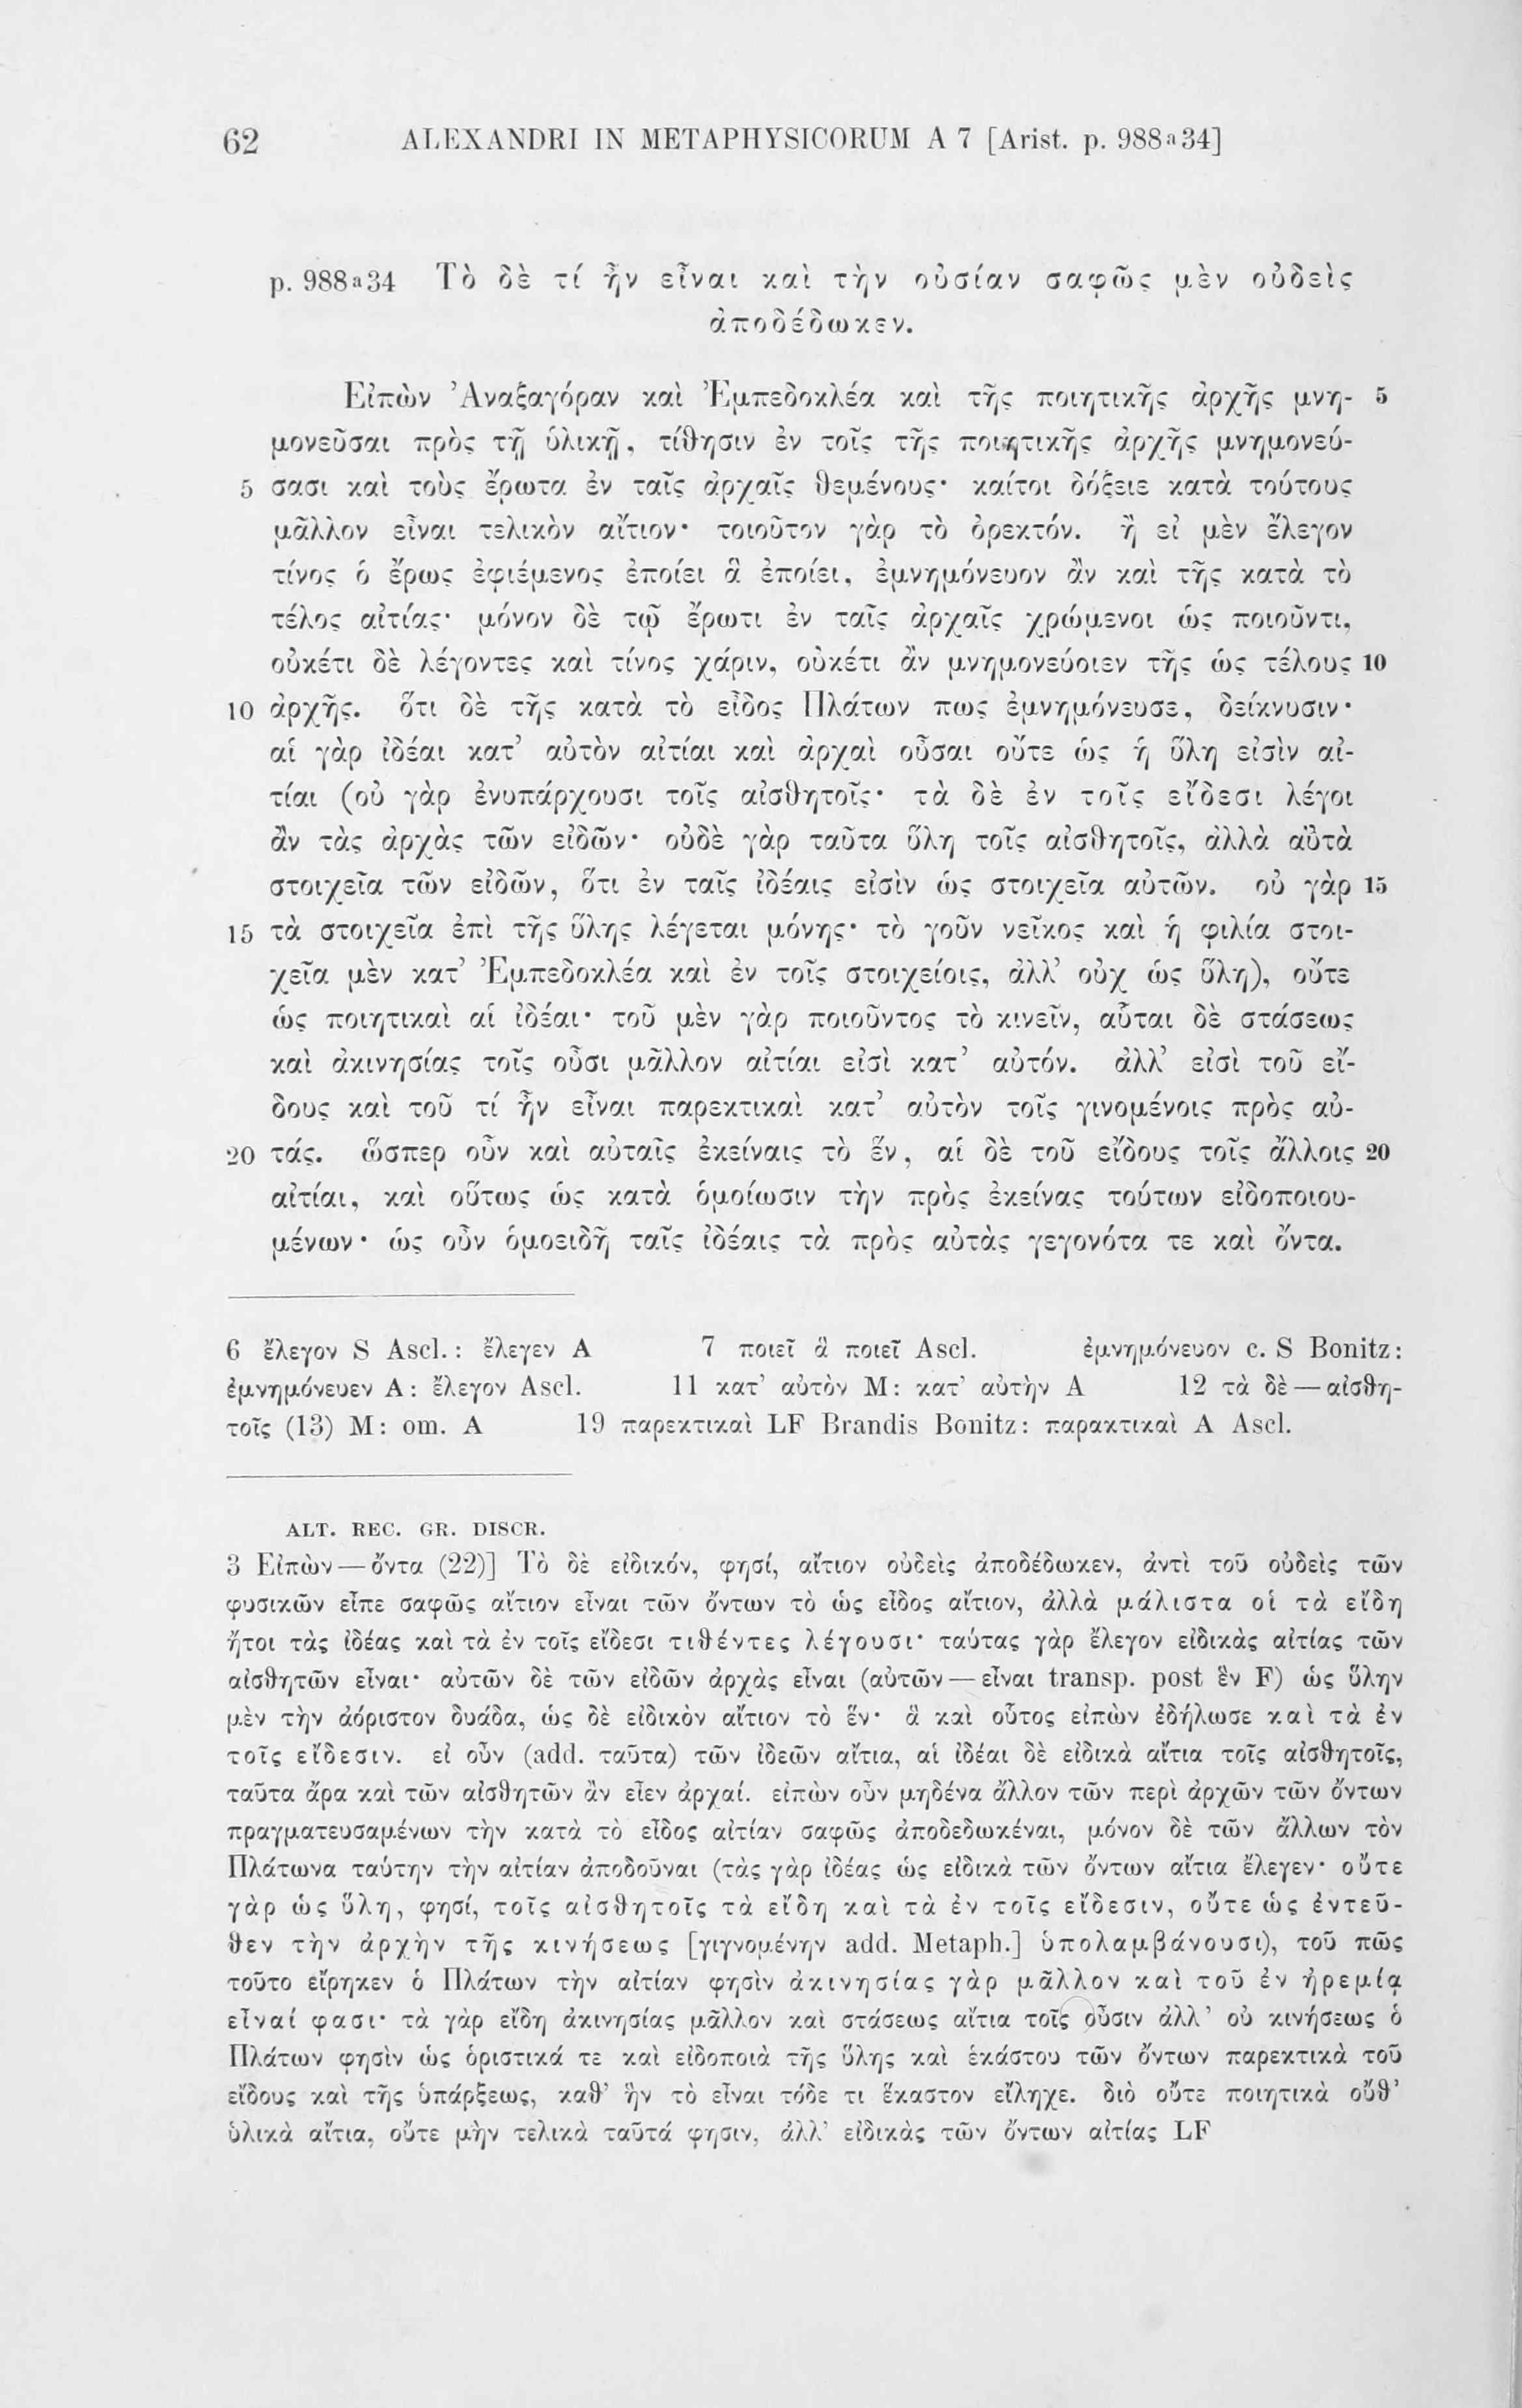 62 ALEXANDRI IN METAPHYSICORUM A 7 [Arist. p. 988ᵃ34]
p. 988ᵃ34 Τὸ δὲ τί ἦν εἶναι καὶ τὴν οὐσίαν σαφῶς μὲν οὐδεὶς
ἀποδέδωκεν.
Εἰπὼν Ἀναξαγόραν καὶ Ἐμπεδοκλέα καὶ τῆς ποιητικῆς ἀρχῆς μνη- 5
μονεῦσαι πρὸς τῇ ὑλικῇ, τίθησιν ἐν τοῖς τῆς ποιητικῆς ἀρχῆς μνημονεύ-
5 σασι καὶ τοὺς ἔρωτα ἐν ταῖς ἀρχαῖς θεμένους· καίτοι δόξειε κατὰ τούτους
μᾶλλον εἶναι τελικὸν αἴτιον· τοιοῦτον γὰρ τὸ ὀρεκτόν. ἢ εἰ μὲν ἔλεγον
τίνος ὁ ἔρως ἐφιέμενος ἐποίει ἃ ἐποίει, ἐμνημόνευον ἂν καὶ τῆς κατὰ τὸ
τέλος αἰτίας· μόνον δὲ τῷ ἔρωτι ἐν ταῖς ἀρχαῖς χρώμενοι ὡς ποιοῦντι,
οὐκέτι δὲ λέγοντες καὶ τίνος χάριν, οὐκέτι ἂν μνημονεύοιεν τῆς ὡς τέλους 10
10 ἀρχῆς. ὅτι δὲ τῆς κατὰ τὸ εἶδος Πλάτων πως ἐμνημόνευσε, δείκνυσιν·
αἱ γὰρ ἰδέαι κατ’ αὐτὸν αἰτίαι καὶ ἀρχαὶ οὖσαι οὔτε ὡς ἡ ὕλη εἰσὶν αἰ-
τίαι (οὐ γὰρ ἐνυπάρχουσι τοῖς αἰσθητοῖς· τὰ δὲ ἐν τοῖς εἴδεσι λέγοι
ἂν τὰς ἀρχὰς τῶν εἰδῶν· οὐδὲ γὰρ ταῦτα ὕλη τοῖς αἰσθητοῖς, ἀλλὰ αὐτὰ
στοιχεῖα τῶν εἰδῶν, ὅτι ἐν ταῖς ἰδέαις εἰσὶν ὡς στοιχεῖα αὐτῶν. οὐ γὰρ 15
15 τὰ στοιχεῖα ἐπὶ τῆς ὕλης λέγεται μόνης· τὸ γοῦν νεῖκος καὶ ἡ φιλία στοι-
χεῖα μὲν κατ’ Ἐμπεδοκλέα καὶ ἐν τοῖς στοιχείοις, ἀλλ’ οὐχ ὡς ὕλη), οὔτε
ὡς ποιητικαὶ αἱ ἰδέαι· τοῦ μὲν γὰρ ποιοῦντος τὸ κινεῖν, αὗται δὲ στάσεως
καὶ ἀκινησίας τοῖς οὖσι μᾶλλον αἰτίαι εἰσὶ κατ’ αὐτόν. ἀλλ’ εἰσὶ τοῦ εἴ-
δους καὶ τοῦ τί ἦν εἶναι παρεκτικαὶ κατ’ αὐτὸν τοῖς γινομένοις πρὸς αὐ-
20 τάς. ὥσπερ οὖν καὶ αὐταῖς ἐκείναις τὸ ἕν, αἱ δὲ τοῦ εἴδους τοῖς ἄλλοις 20
αἰτίαι, καὶ οὕτως ὡς κατὰ ὁμοίωσιν τὴν πρὸς ἐκείνας τούτων εἰδοποιου-
μένων· ὡς οὖν ὁμοειδῆ ταῖς ἰδέαις τὰ πρὸς αὐτὰς γεγονότα τε καὶ ὄντα.
6 ἔλεγον S Ascl.: ἔλεγεν A 7 ποιεῖ ἃ ποιεῖ Ascl. ἐμνημόνευον c. S Bonitz:
ἐμνημόνευεν A: ἔλεγον Ascl. 11 κατ’ αὐτὸν M: κατ’ αὐτὴν A 12 τὰ δὲ — αἰσθη-
τοῖς (13) M: om. A 19 παρεκτικαὶ LF Brandis Bonitz: παρακτικαὶ A Ascl.
ALT. REC. GR. DISCR.
3 Εἰπὼν — ὄντα (22)] Τὸ δὲ εἰδικόν, φησί, αἴτιον οὐδεὶς ἀποδέδωκεν, ἀντὶ τοῦ οὐδεὶς τῶν
φυσικῶν εἶπε σαφῶς αἴτιον εἶναι τῶν ὄντων τὸ ὡς εἶδος αἴτιον, ἀλλὰ μάλιστα οἱ τὰ εἴδη
ἤτοι τὰς ἰδέας καὶ τὰ ἐν τοῖς εἴδεσι τιθέντες λέγουσι· ταύτας γὰρ ἔλεγον εἰδικὰς αἰτίας τῶν
αἰσθητῶν εἶναι· αὐτῶν δὲ τῶν εἰδῶν ἀρχὰς εἶναι (αὐτῶν — εἶναι transp. post ἓν F) ὡς ὕλην
μὲν τὴν ἀόριστον δυάδα, ὡς δὲ εἰδικὸν αἴτιον τὸ ἕν· ἃ καὶ οὗτος εἰπὼν ἐδήλωσε καὶ τὰ ἐν
τοῖς εἴδεσιν. εἰ οὖν (add. ταῦτα) τῶν ἰδεῶν αἴτια, αἱ ἰδέαι δὲ εἰδικὰ αἴτια τοῖς αἰσθητοῖς,
ταῦτα ἄρα καὶ τῶν αἰσθητῶν ἂν εἶεν ἀρχαί. εἰπὼν οὖν μηδένα ἄλλον τῶν περὶ ἀρχῶν τῶν ὄντων
πραγματευσαμένων τὴν κατὰ τὸ εἶδος αἰτίαν σαφῶς ἀποδεδωκέναι, μόνον δὲ τῶν ἄλλων τὸν
Πλάτωνα ταύτην τὴν αἰτίαν ἀποδοῦναι (τὰς γὰρ ἰδέας ὡς εἰδικὰ τῶν ὄντων αἴτια ἔλεγεν· οὔτε
γὰρ ὡς ὕλη, φησί, τοῖς αἰσθητοῖς τὰ εἴδη καὶ τὰ ἐν τοῖς εἴδεσιν, οὔτε ὡς ἐντεῦ-
θεν τὴν ἀρχὴν τῆς κινήσεως [γιγνομένην add. Metaph.] ὑπολαμβάνουσι), τοῦ πῶς
τοῦτο εἴρηκεν ὁ Πλάτων τὴν αἰτίαν φησὶν ἀκινησίας γὰρ μᾶλλον καὶ τοῦ ἐν ἠρεμίᾳ
εἶναί φασι· τὰ γὰρ εἴδη ἀκινησίας μᾶλλον καὶ στάσεως αἴτια τοῖς οὖσιν ἀλλ’ οὐ κινήσεως ὁ
Πλάτων φησὶν ὡς ὁριστικά τε καὶ εἰδοποιὰ τῆς ὕλης καὶ ἑκάστου τῶν ὄντων παρεκτικὰ τοῦ
εἴδους καὶ τῆς ὑπάρξεως, καθ’ ἣν τὸ εἶναι τόδε τι ἕκαστον εἴληχε. διὸ οὔτε ποιητικὰ οὔθ’
ὑλικὰ αἴτια, οὔτε μὴν τελικὰ ταῦτά φησιν, ἀλλ’ εἰδικὰς τῶν ὄντων αἰτίας LF